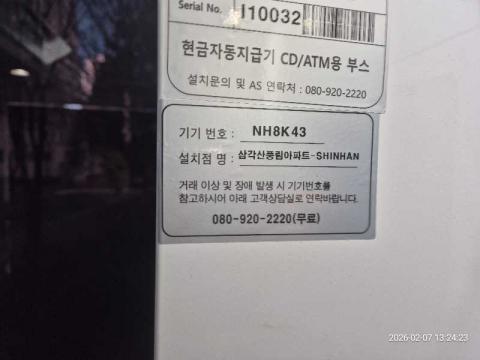 Serial No. I10032
현금자동지급기 CD/ATM용 부스
설치문의 및 AS 연락처 : 080-920-2220
기기 번호 : NH8K43
설치점 명 : 삼각산풍림아파트-SHINHAN
거래 이상 및 장애 발생 시 기기번호를
참고하시어 아래 고객상담실로 연락바랍니다.
080-920-2220(무료)
2026-02-07 13:24:23